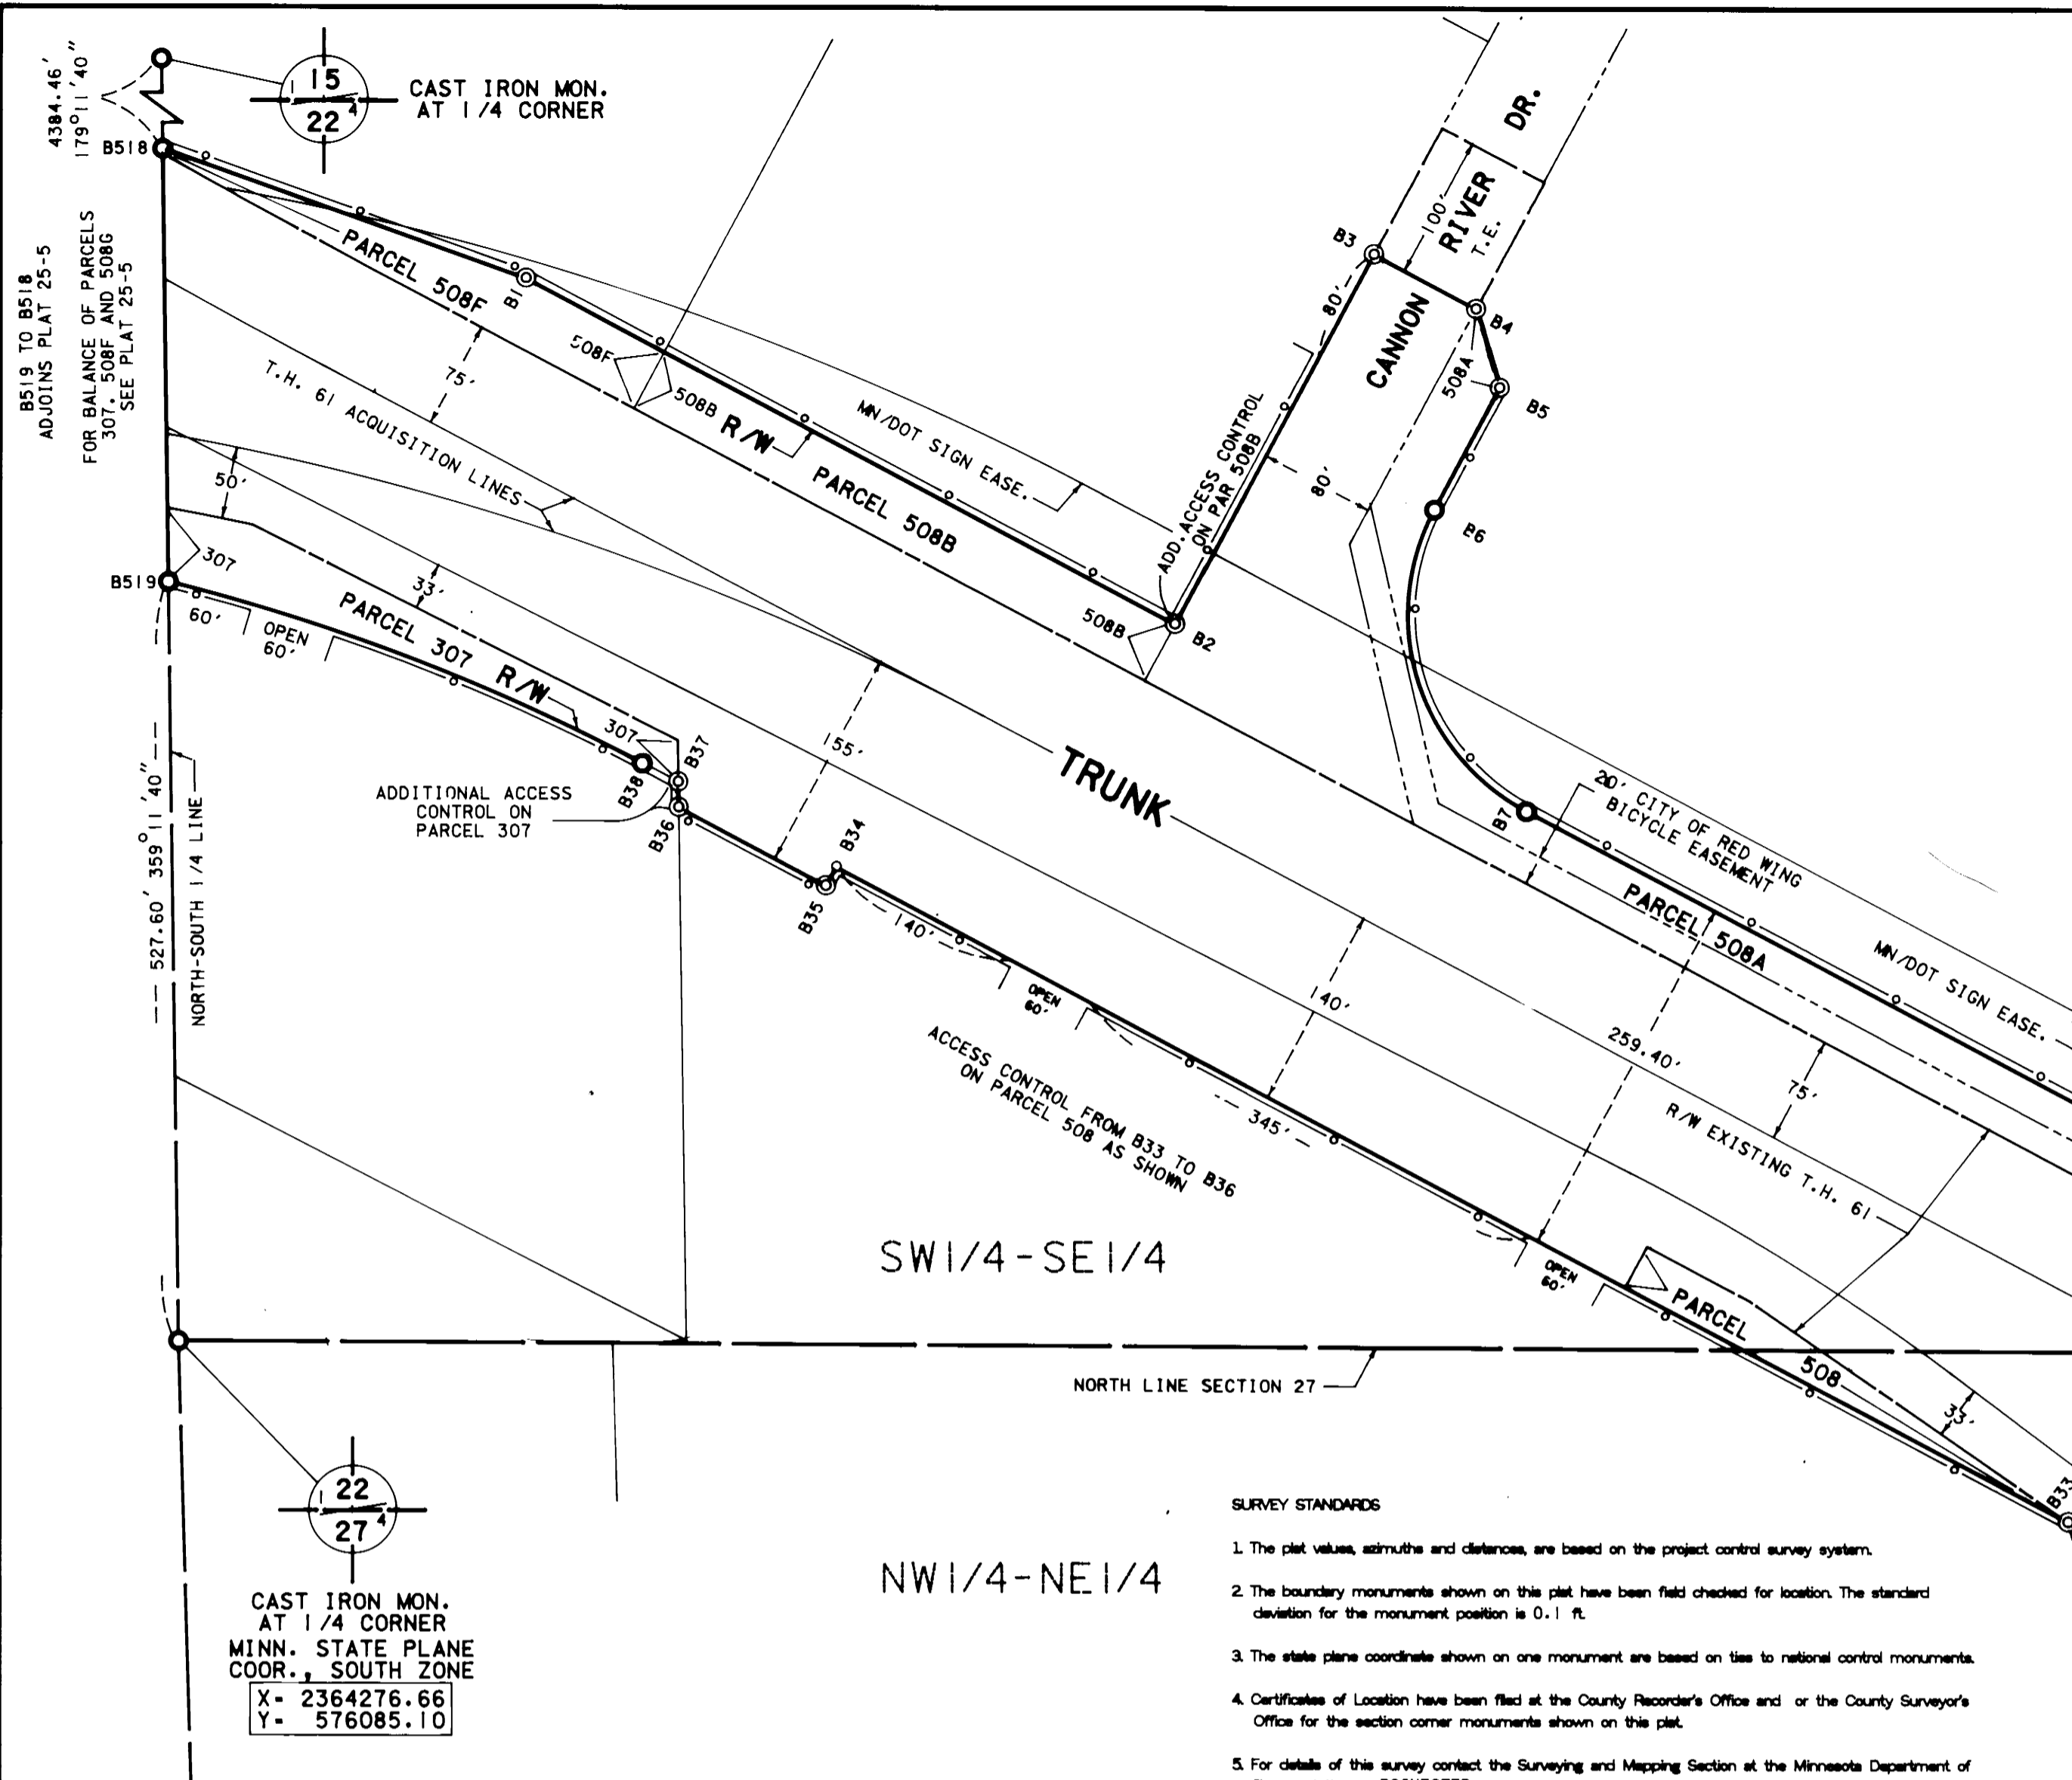 4384.46'
179°11'40"
B518
15
1
4
22
CAST IRON MON.
AT 1/4 CORNER
B519 TO B518
ADJOINS PLAT 25-5
FOR BALANCE OF PARCELS
307. 508F AND 508G
SEE PLAT 25-5
PARCEL 508F
B1
75'
T.H. 61 ACQUISITION LINES
508F
508B
R/W
PARCEL 508B
MN/DOT SIGN EASE.
ADD. ACCESS CONTROL
ON PAR 508B
508B
B2
80'
B3
100'
CANNON
RIVER
DR.
T.E.
B4
508A
B5
80'
B6
B7
50'
307
B519
60'
OPEN
60'
33'
PARCEL 307
R/W
307
B38
B37
B36
ADDITIONAL ACCESS
CONTROL ON
PARCEL 307
155'
B34
B35
140'
OPEN
60'
TRUNK
20' CITY OF RED WING
BICYCLE EASEMENT
PARCEL 508A
MN/DOT SIGN EASE.
140'
259.40'
75'
R/W EXISTING T.H. 61
345'
ACCESS CONTROL FROM B33 TO B36
ON PARCEL 508 AS SHOWN
527.60' 359°11'40"
NORTH-SOUTH 1/4 LINE
SW1/4-SE1/4
OPEN
60'
PARCEL
508
33'
B33
NORTH LINE SECTION 27
22
1
4
27
CAST IRON MON.
AT 1/4 CORNER
MINN. STATE PLANE
COOR., SOUTH ZONE
X- 2364276.66
Y- 576085.10
NW1/4-NE1/4
SURVEY STANDARDS
1. The plat values, azimuths and distances, are based on the project control survey system.
2. The boundary monuments shown on this plat have been field checked for location. The standard
deviation for the monument position is 0.1 ft.
3. The state plane coordinate shown on one monument are based on ties to national control monuments.
4. Certificates of Location have been filed at the County Recorder's Office and or the County Surveyor's
Office for the section corner monuments shown on this plat.
5. For details of this survey contact the Surveying and Mapping Section at the Minnesota Department of